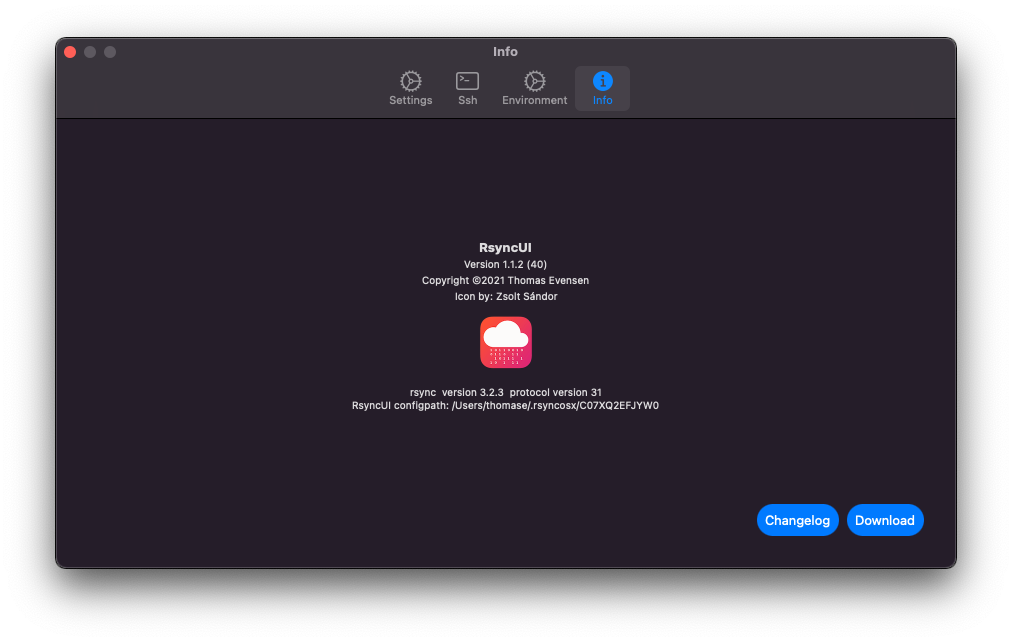 Info
Settings Ssh Environment Info
RsyncUI
Version 1.1.2 (40)
Copyright ©2021 Thomas Evensen
Icon by: Zsolt Sándor
rsync  version 3.2.3  protocol version 31
RsyncUI configpath: /Users/thomase/.rsyncosx/C07XQ2EFJYW0
Changelog Download